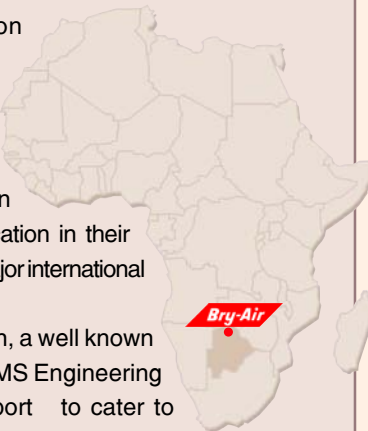 on
n
ation in their
jor international
Bry-Air
n, a well known
MS Engineering
port to cater to